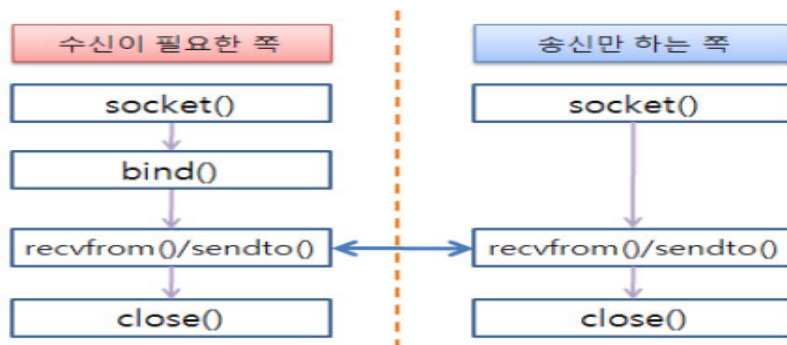 수신이 필요한 쪽
socket()
bind()
recvfrom()/sendto()
close()
송신만 하는 쪽
socket()
recvfrom()/sendto()
close()